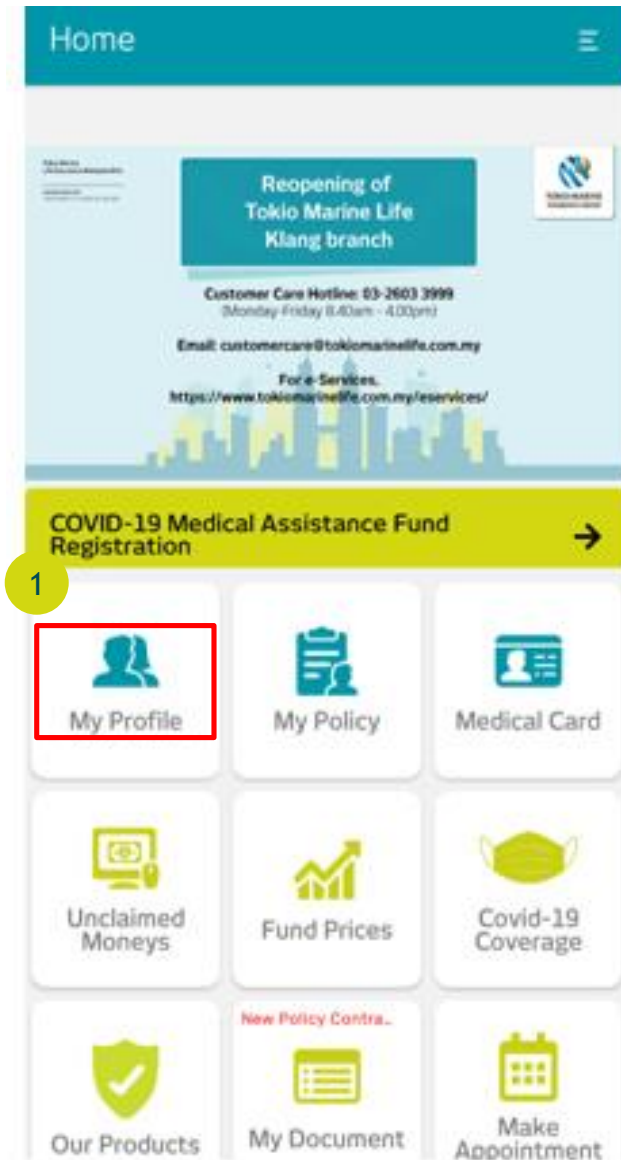 Home
Reopening of
Tokio Marine Life
Klang branch
TOKIO MARINE
Customer Care Hotline: 03-2603 3999
(Monday-Friday 8.40am - 4.00pm)
Email: customercare@tokiomarinelife.com.my
For e-Services,
https://www.tokiomarinelife.com.my/eservices/
COVID-19 Medical Assistance Fund
Registration
1
My Profile
My Policy
Medical Card
Unclaimed
Moneys
Fund Prices
Covid-19
Coverage
New Policy Contra..
Our Products
My Document
Make
Appointment